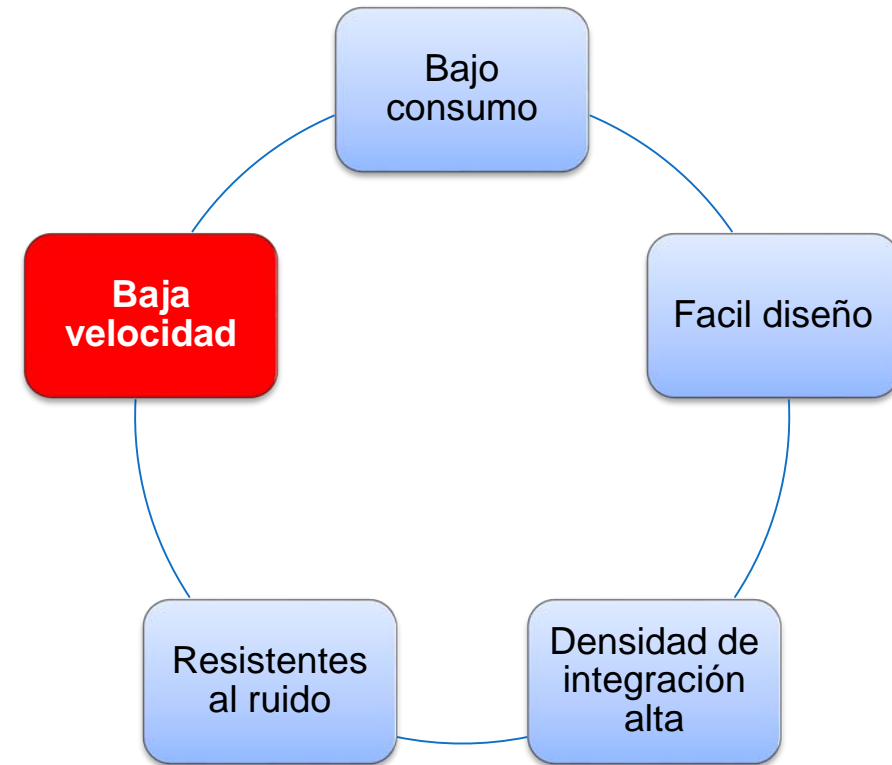 Bajo
consumo
Facil diseño
Densidad de
integración
alta
Resistentes
al ruido
Baja
velocidad